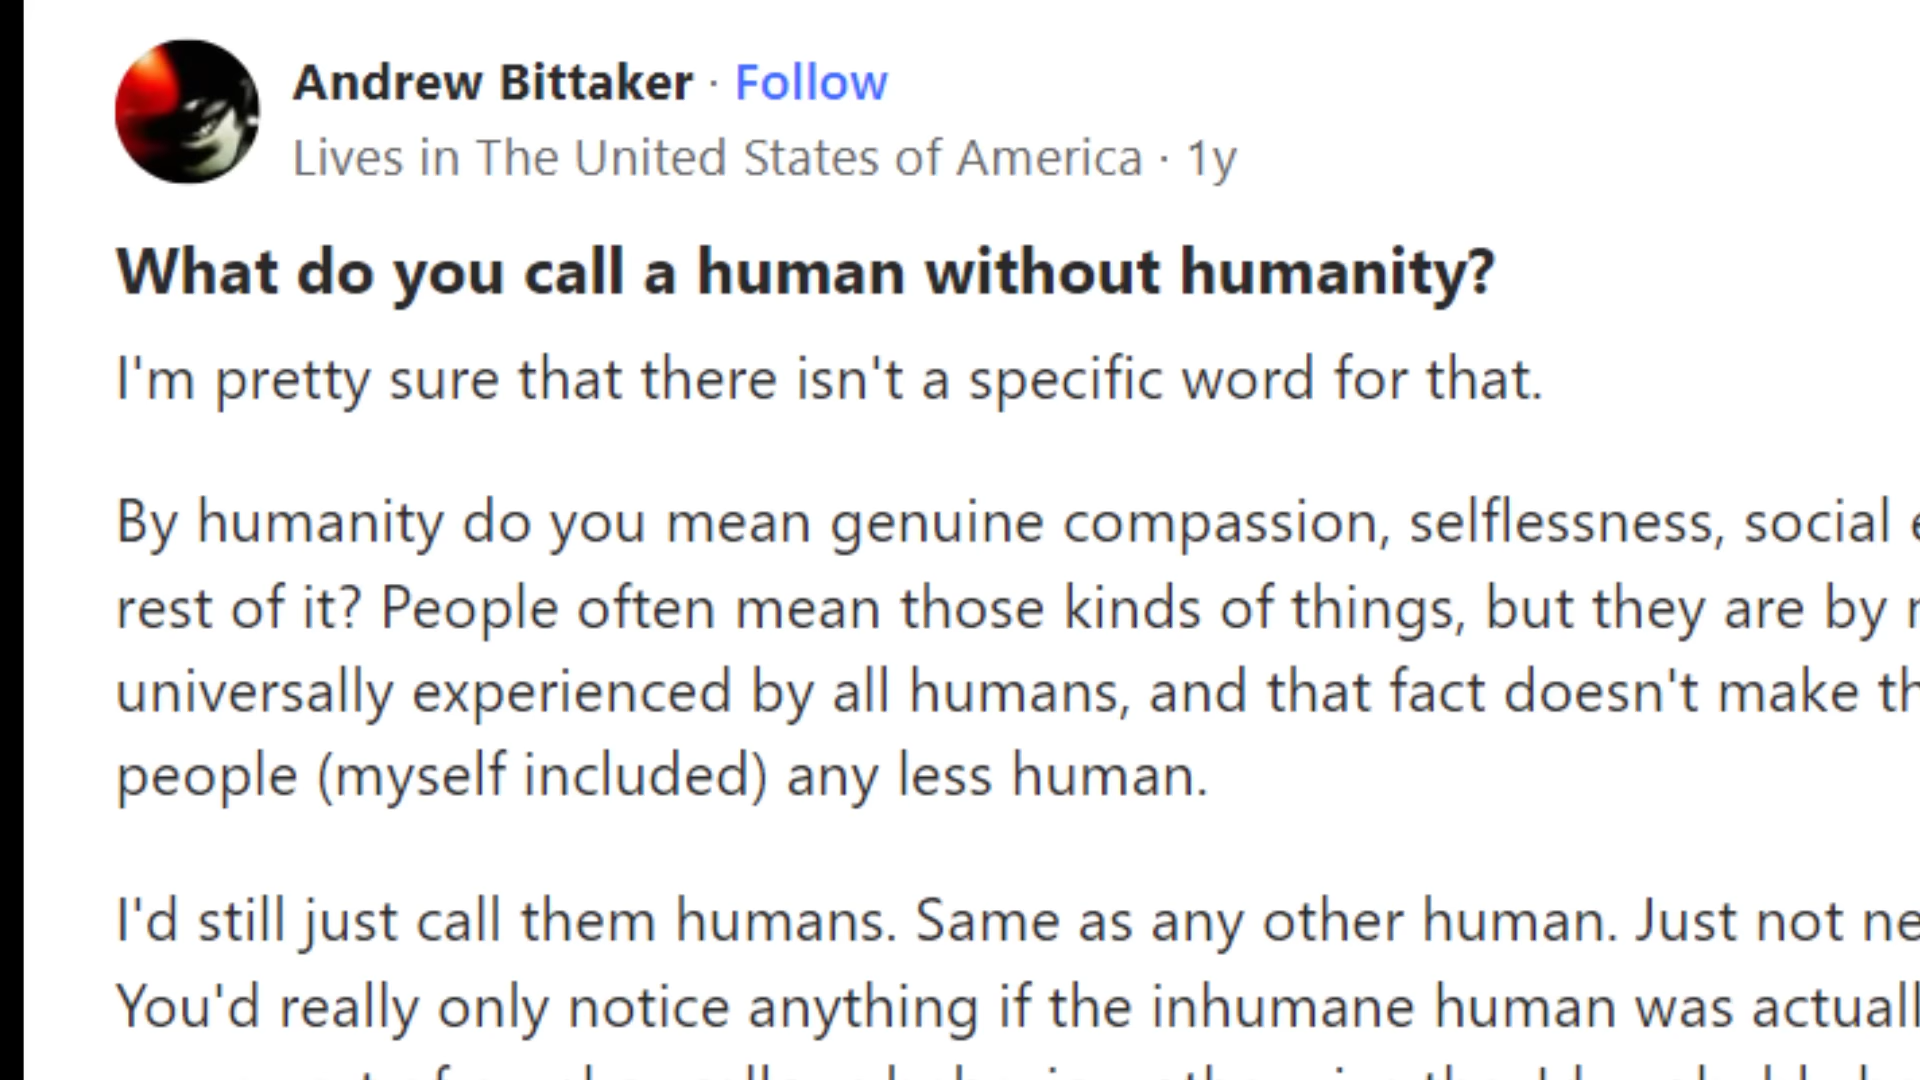 Andrew Bittaker · Follow
Lives in The United States of America · 1y
What do you call a human without humanity?
I'm pretty sure that there isn't a specific word for that.
By humanity do you mean genuine compassion, selflessness, social
rest of it? People often mean those kinds of things, but they are by
universally experienced by all humans, and that fact doesn't make
people (myself included) any less human.
I'd still just call them humans. Same as any other human. Just not
You'd really only notice anything if the inhumane human was